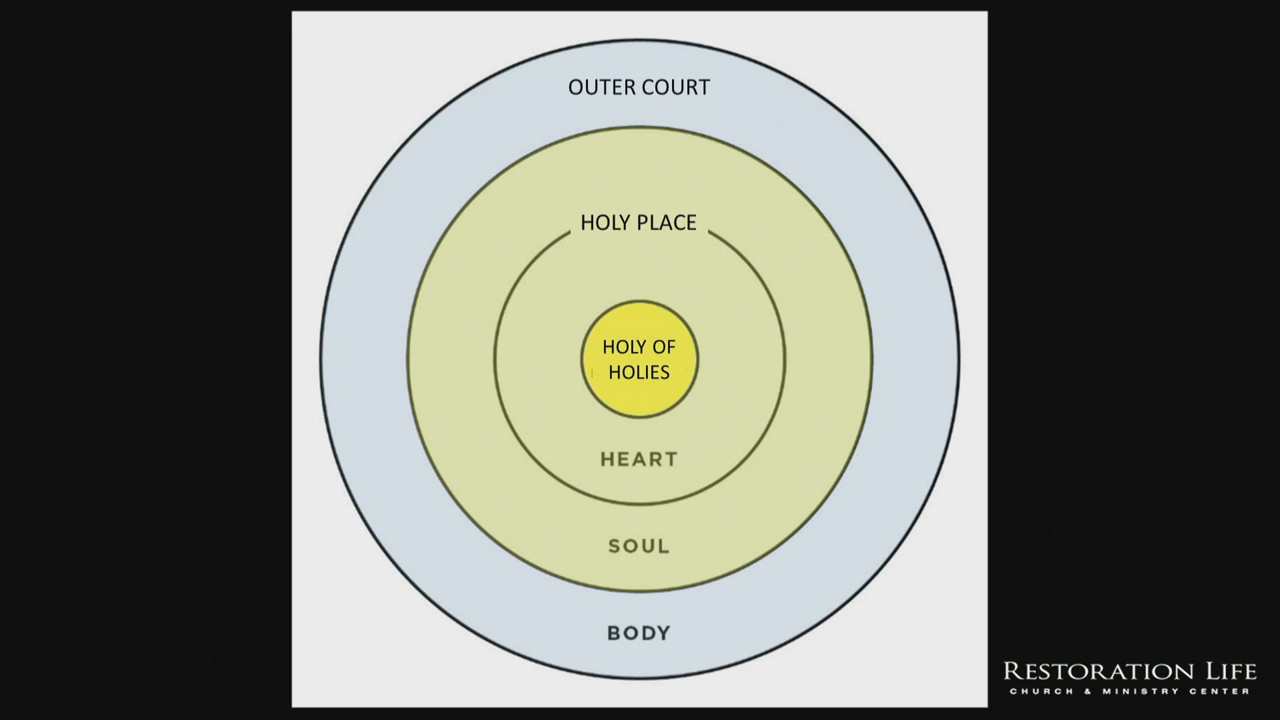 OUTER COURT
HOLY PLACE
HOLY OF
HOLIES
HEART
SOUL
BODY
RESTORATION LIFE
CHURCH & MINISTRY CENTER